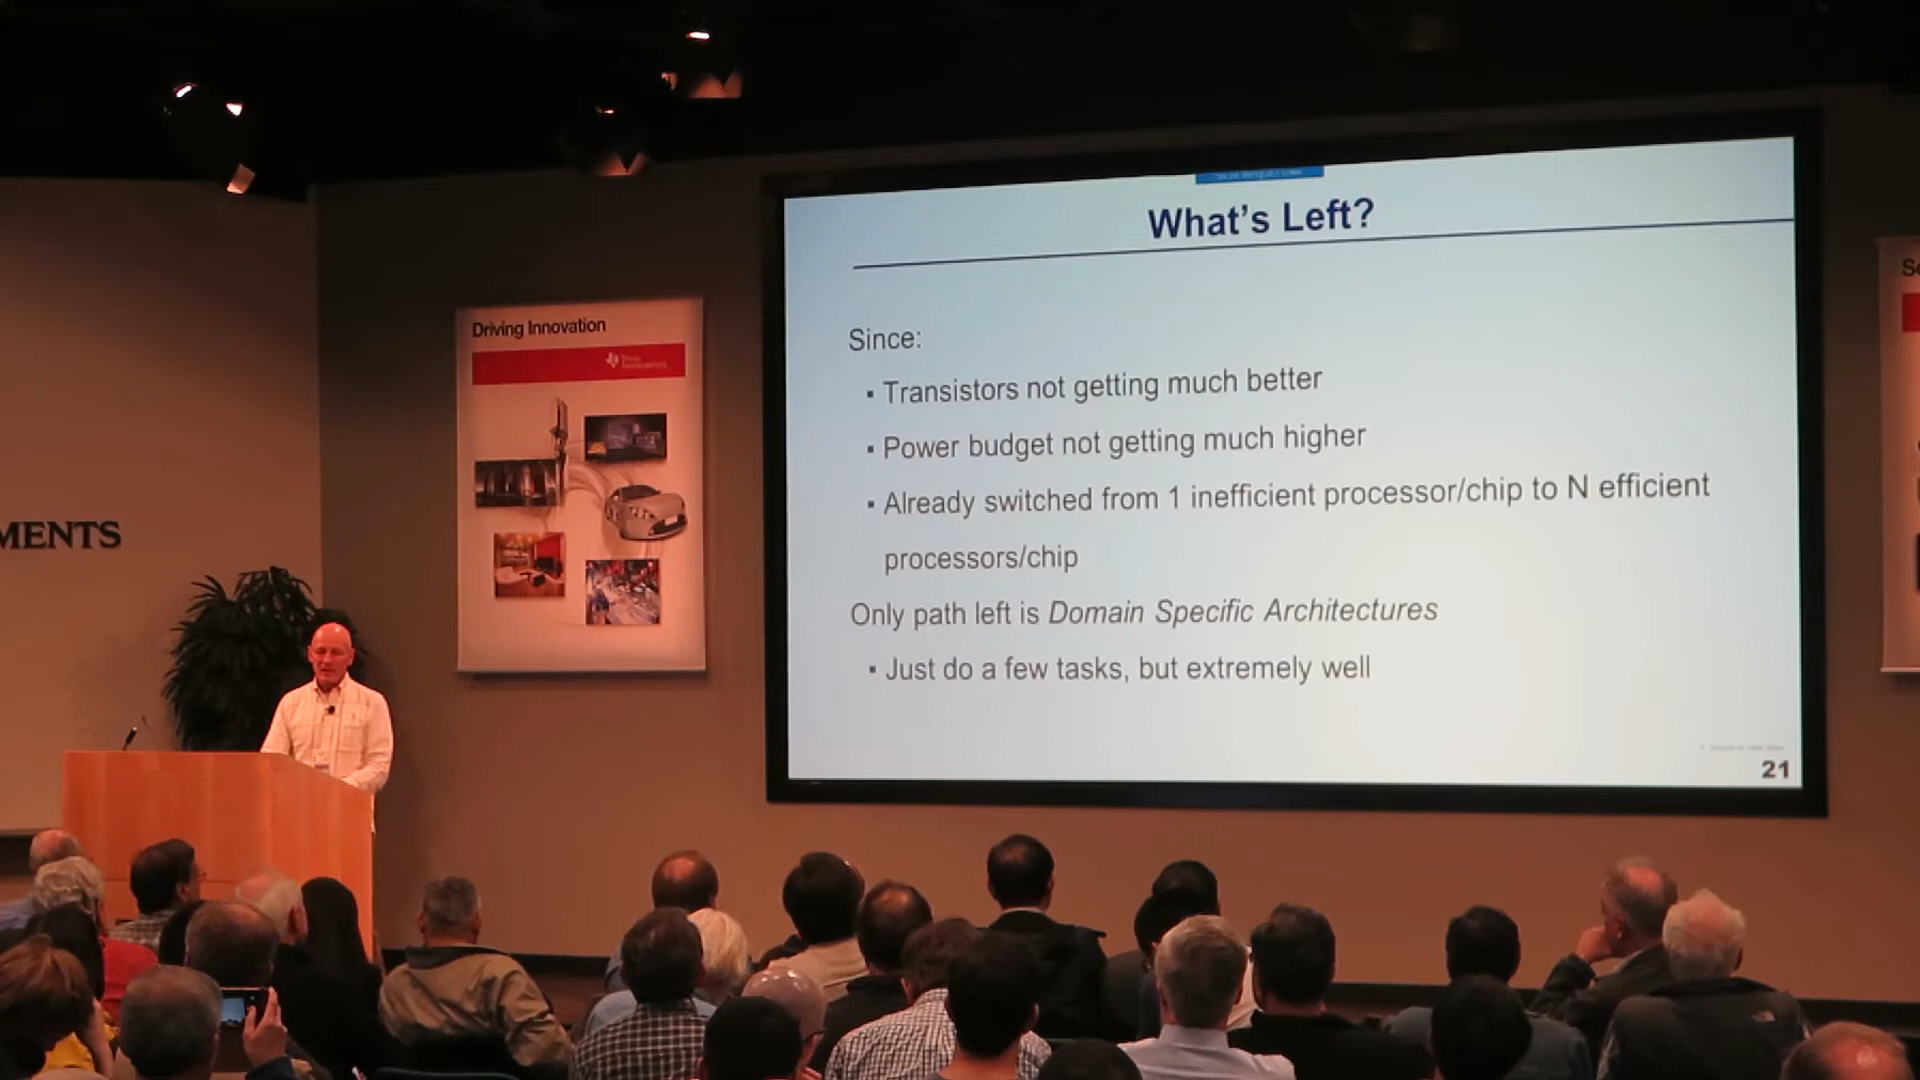 What's Left?
Since:
▪ Transistors not getting much better
▪ Power budget not getting much higher
▪ Already switched from 1 inefficient processor/chip to N efficient
processors/chip
Only path left is Domain Specific Architectures
▪ Just do a few tasks, but extremely well
21
Driving Innovation
Texas
Instruments
MENTS